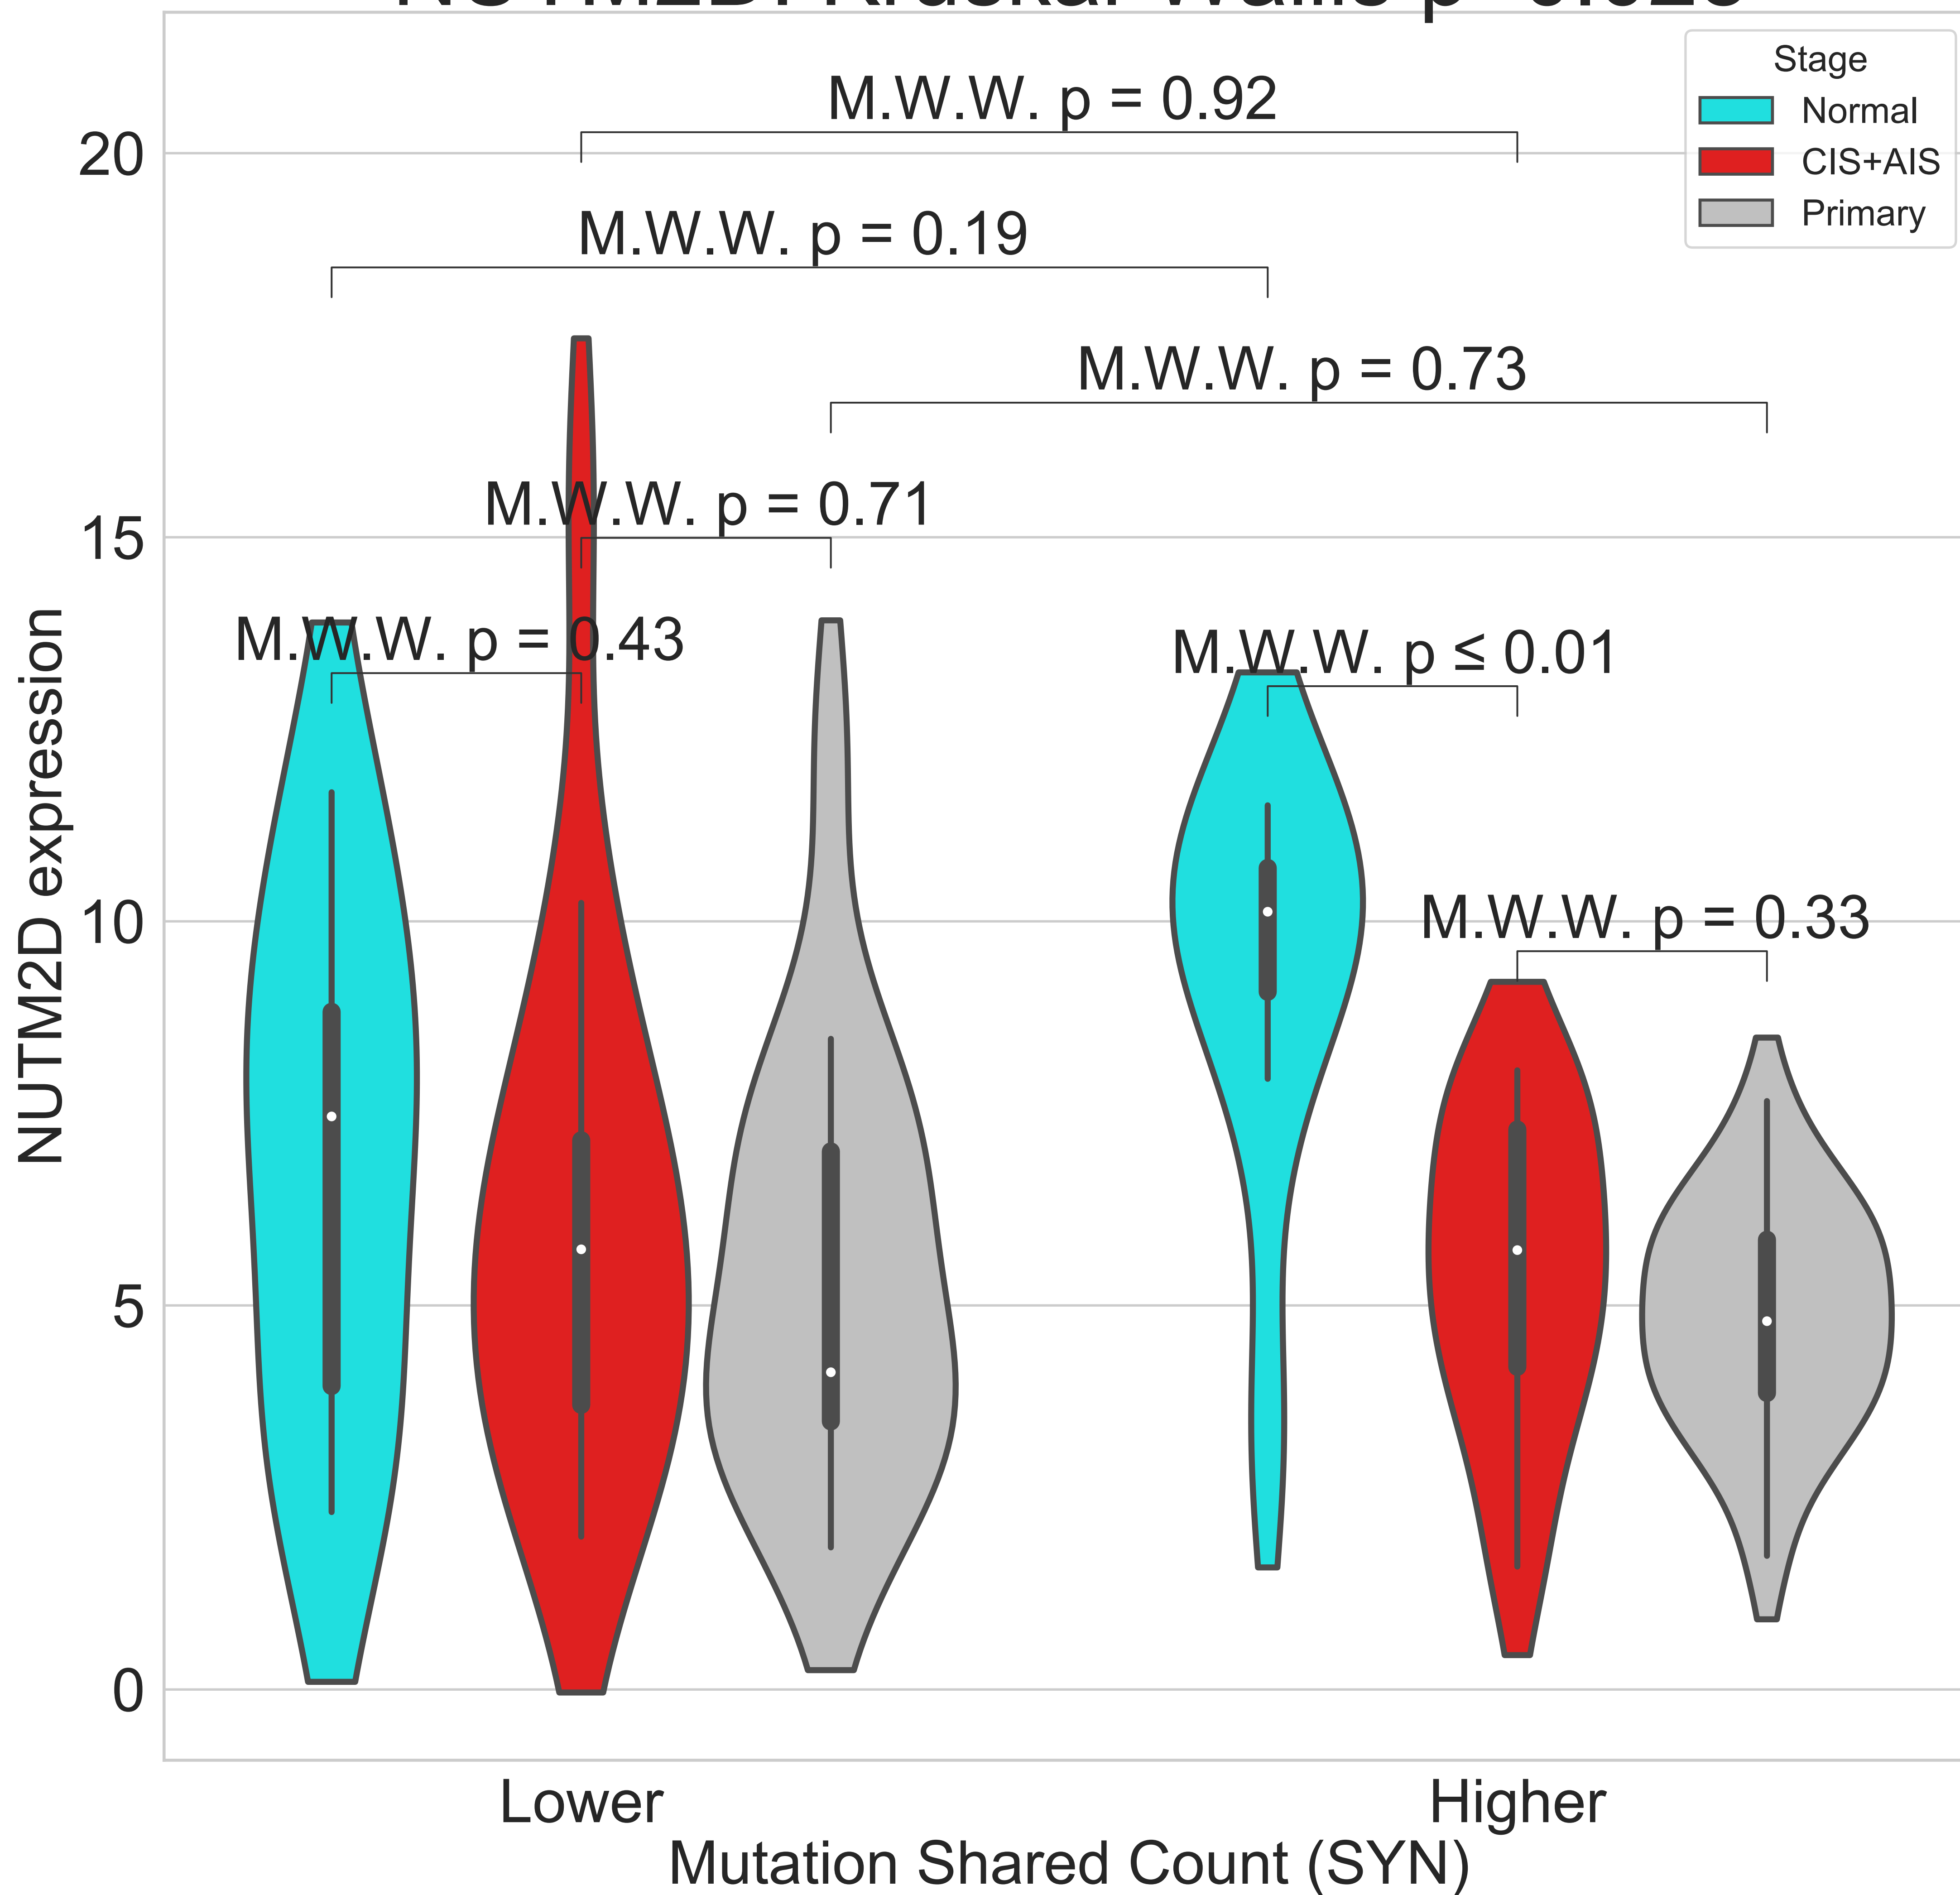 20
15
10
5
0
NUTM2D expression
M.W.W. p = 0.92
M.W.W. p = 0.19
M.W.W. p = 0.73
M.W.W. p = 0.71
M.W.W. p = 0.43
M.W.W. p ≤ 0.01
M.W.W. p = 0.33
Stage
Normal
CIS+AIS
Primary
Lower
Higher
Mutation Shared Count (SYN)